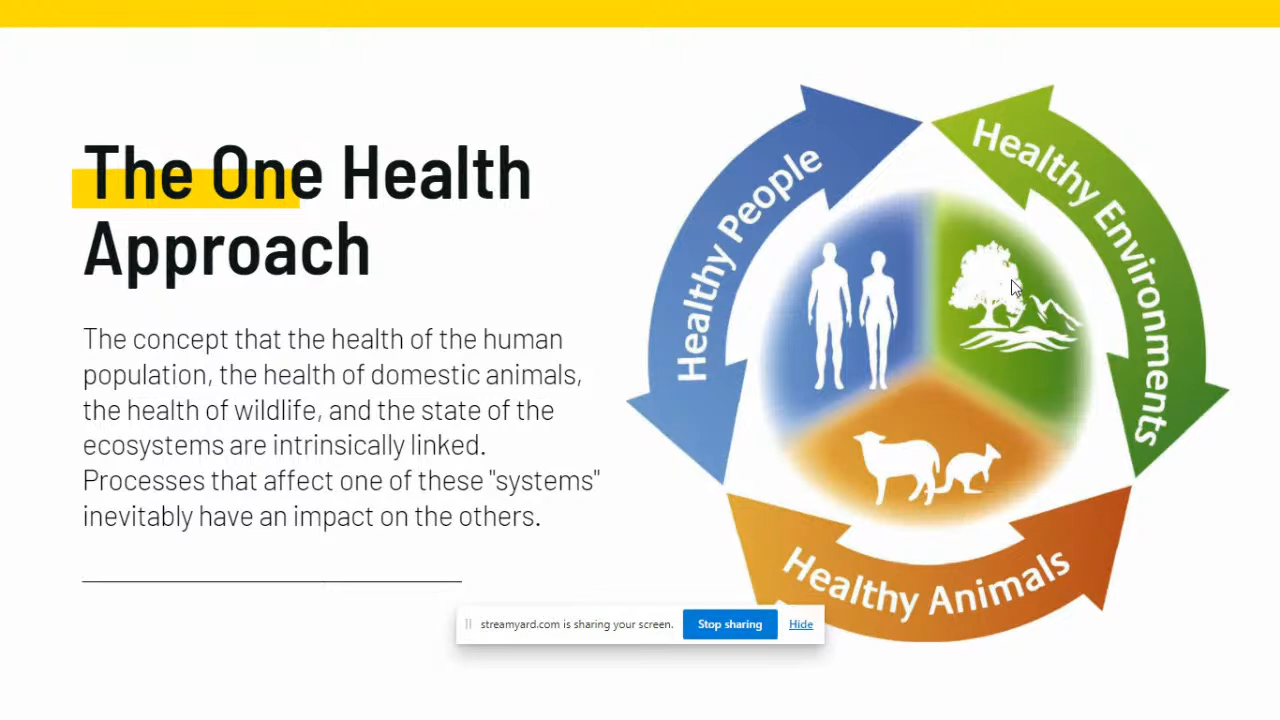 The One Health
Approach
The concept that the health of the human
population, the health of domestic animals,
the health of wildlife, and the state of the
ecosystems are intrinsically linked.
Processes that affect one of these "systems"
inevitably have an impact on the others.
Healthy People
Healthy Environments
Healthy Animals
streamyard.com is sharing your screen.
Stop sharing
Hide